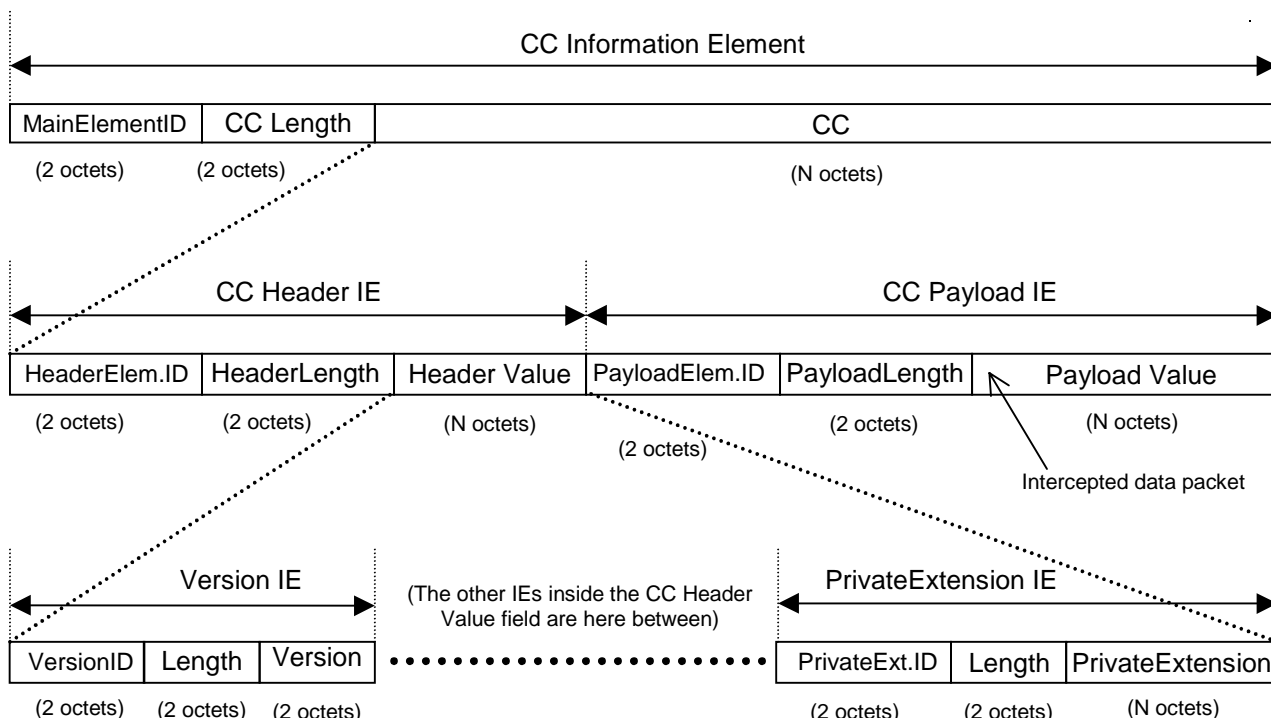 CC Information Element
MainElementID CC Length CC
(2 octets) (2 octets) (N octets)
CC Header IE CC Payload IE
HeaderElem.ID HeaderLength Header Value PayloadElem.ID PayloadLength Payload Value
(2 octets) (2 octets) (N octets) (2 octets) (2 octets) (N octets)
Intercepted data packet
Version IE (The other IEs inside the CC Header PrivateExtension IE
Value field are here between)
VersionID Length Version PrivateExt.ID Length PrivateExtension
(2 octets) (2 octets) (2 octets) (2 octets) (2 octets) (N octets)